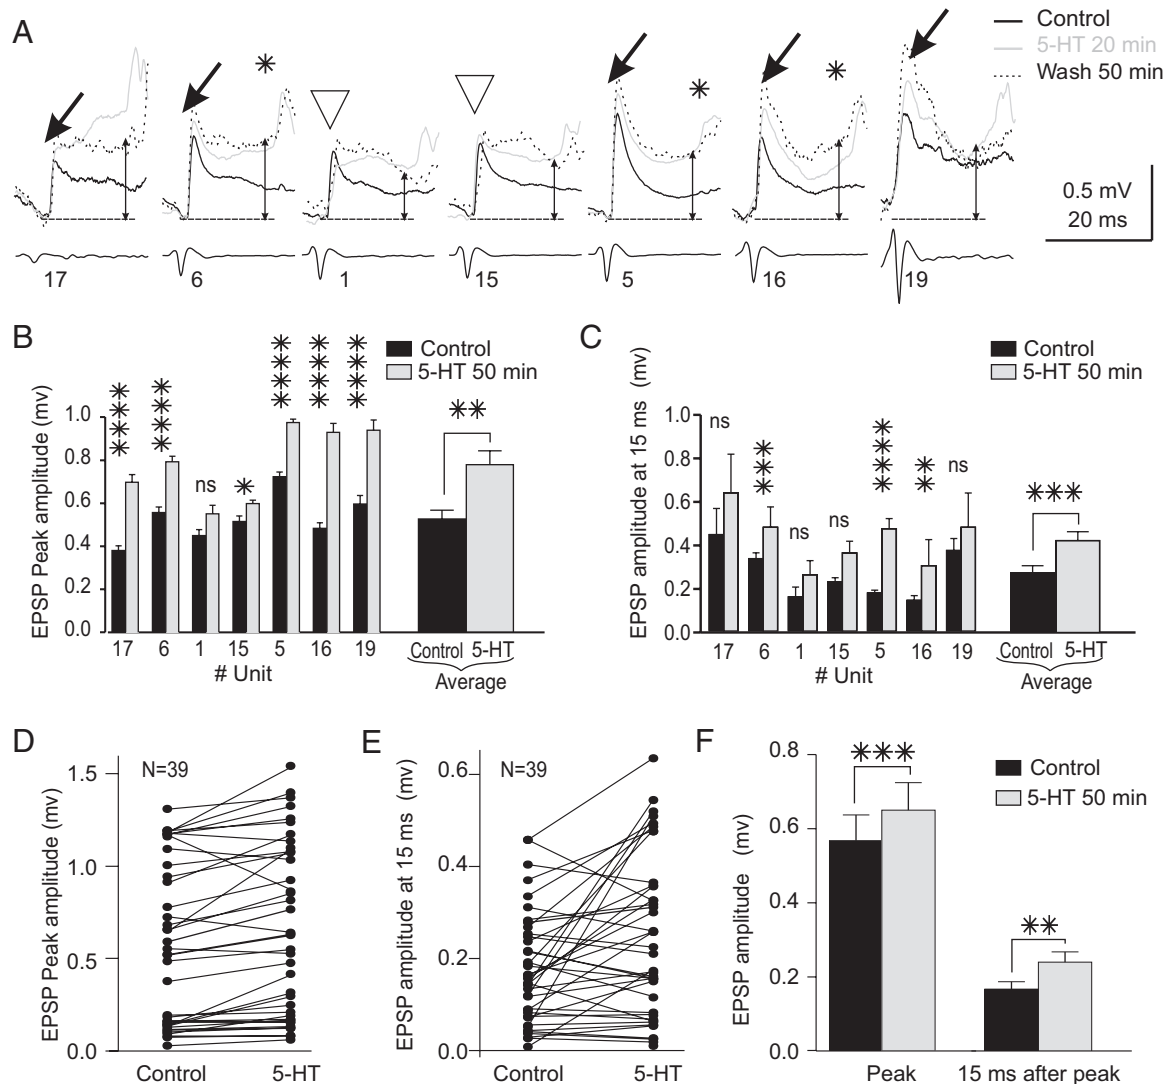 A
Control
5-HT 20 min
Wash 50 min
0.5 mV
20 ms
17 6 1 15 5 16 19
B
Control
5-HT 50 min
EPSP Peak amplitude (mv)
1.0
0.8
0.6
0.4
0.2
0.0
**** **** ns * **** **** ****
**
17 6 1 15 5 16 19
# Unit
Control 5-HT
Average
C
Control
5-HT 50 min
EPSP amplitude at 15 ms (mv)
1.0
0.8
0.6
0.4
0.2
0.0
ns *** ns ns **** ** ns
***
17 6 1 15 5 16 19
# Unit
Control 5-HT
Average
D
N=39
EPSP Peak amplitude (mv)
1.5
1.0
0.5
0.0
Control 5-HT
E
N=39
EPSP amplitude at 15 ms (mv)
0.6
0.4
0.2
0.0
Control 5-HT
F
Control
5-HT 50 min
EPSP amplitude (mv)
0.8
0.6
0.4
0.2
0.0
***
**
Peak 15 ms after peak